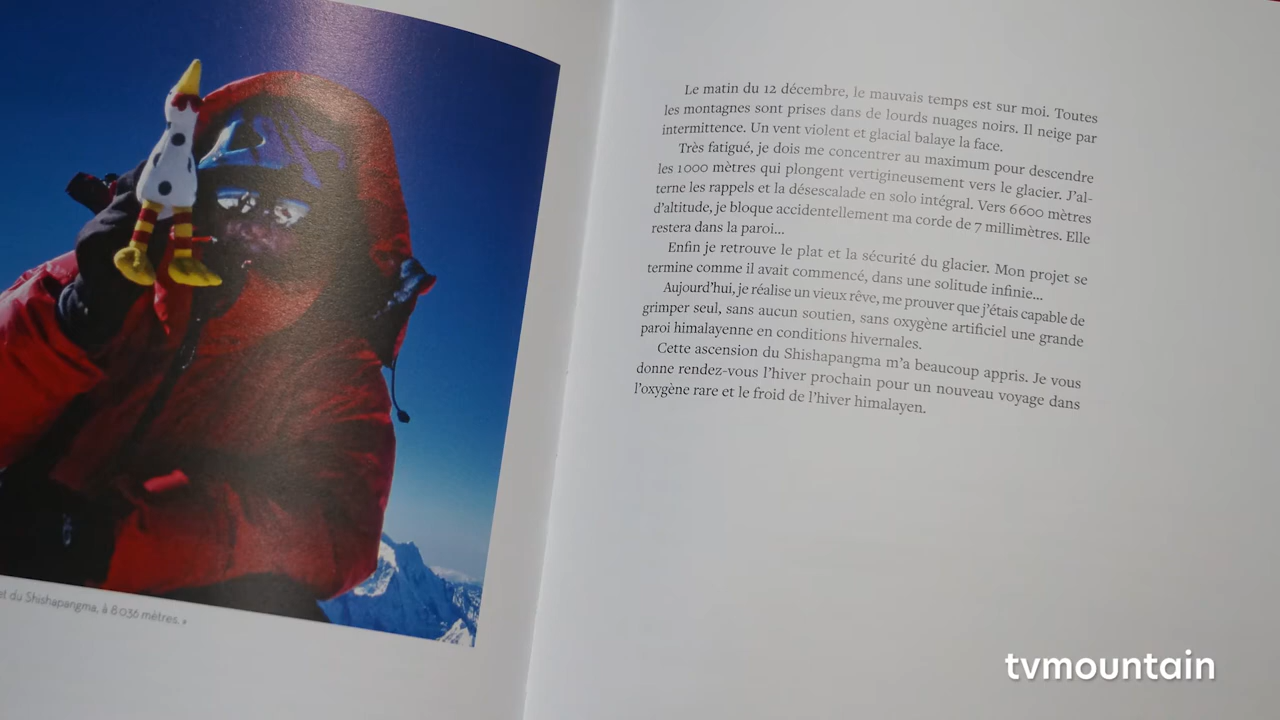 du Shishapangma, à 8 036 mètres. »
Le matin du 12 décembre, le mauvais temps est sur moi. Toutes
les montagnes sont prises dans de lourds nuages noirs. Il neige par
intermittence. Un vent violent et glacial balaye la face.
Très fatigué, je dois me concentrer au maximum pour descendre
les 1000 mètres qui plongent vertigineusement vers le glacier. J’al-
terne les rappels et la désescalade en solo intégral. Vers 6600 mètres
d’altitude, je bloque accidentellement ma corde de 7 millimètres. Elle
restera dans la paroi...
Enfin je retrouve le plat et la sécurité du glacier. Mon projet se
termine comme il avait commencé, dans une solitude infinie...
Aujourd’hui, je réalise un vieux rêve, me prouver que j’étais capable de
grimper seul, sans aucun soutien, sans oxygène artificiel une grande
paroi himalayenne en conditions hivernales.
Cette ascension du Shishapangma m’a beaucoup appris. Je vous
donne rendez-vous l’hiver prochain pour un nouveau voyage dans
l’oxygène rare et le froid de l’hiver himalayen.
tvmountain